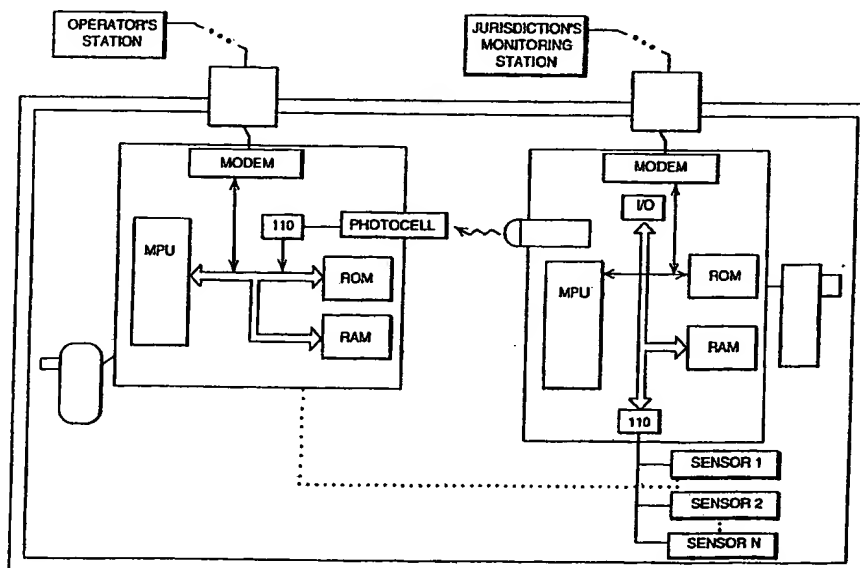 OPERATOR'S
STATION
JURISDICTION'S
MONITORING
STATION
MODEM
110
PHOTOCELL
MPU
ROM
RAM
MODEM
I/O
MPU
ROM
RAM
110
SENSOR 1
SENSOR 2
SENSOR N